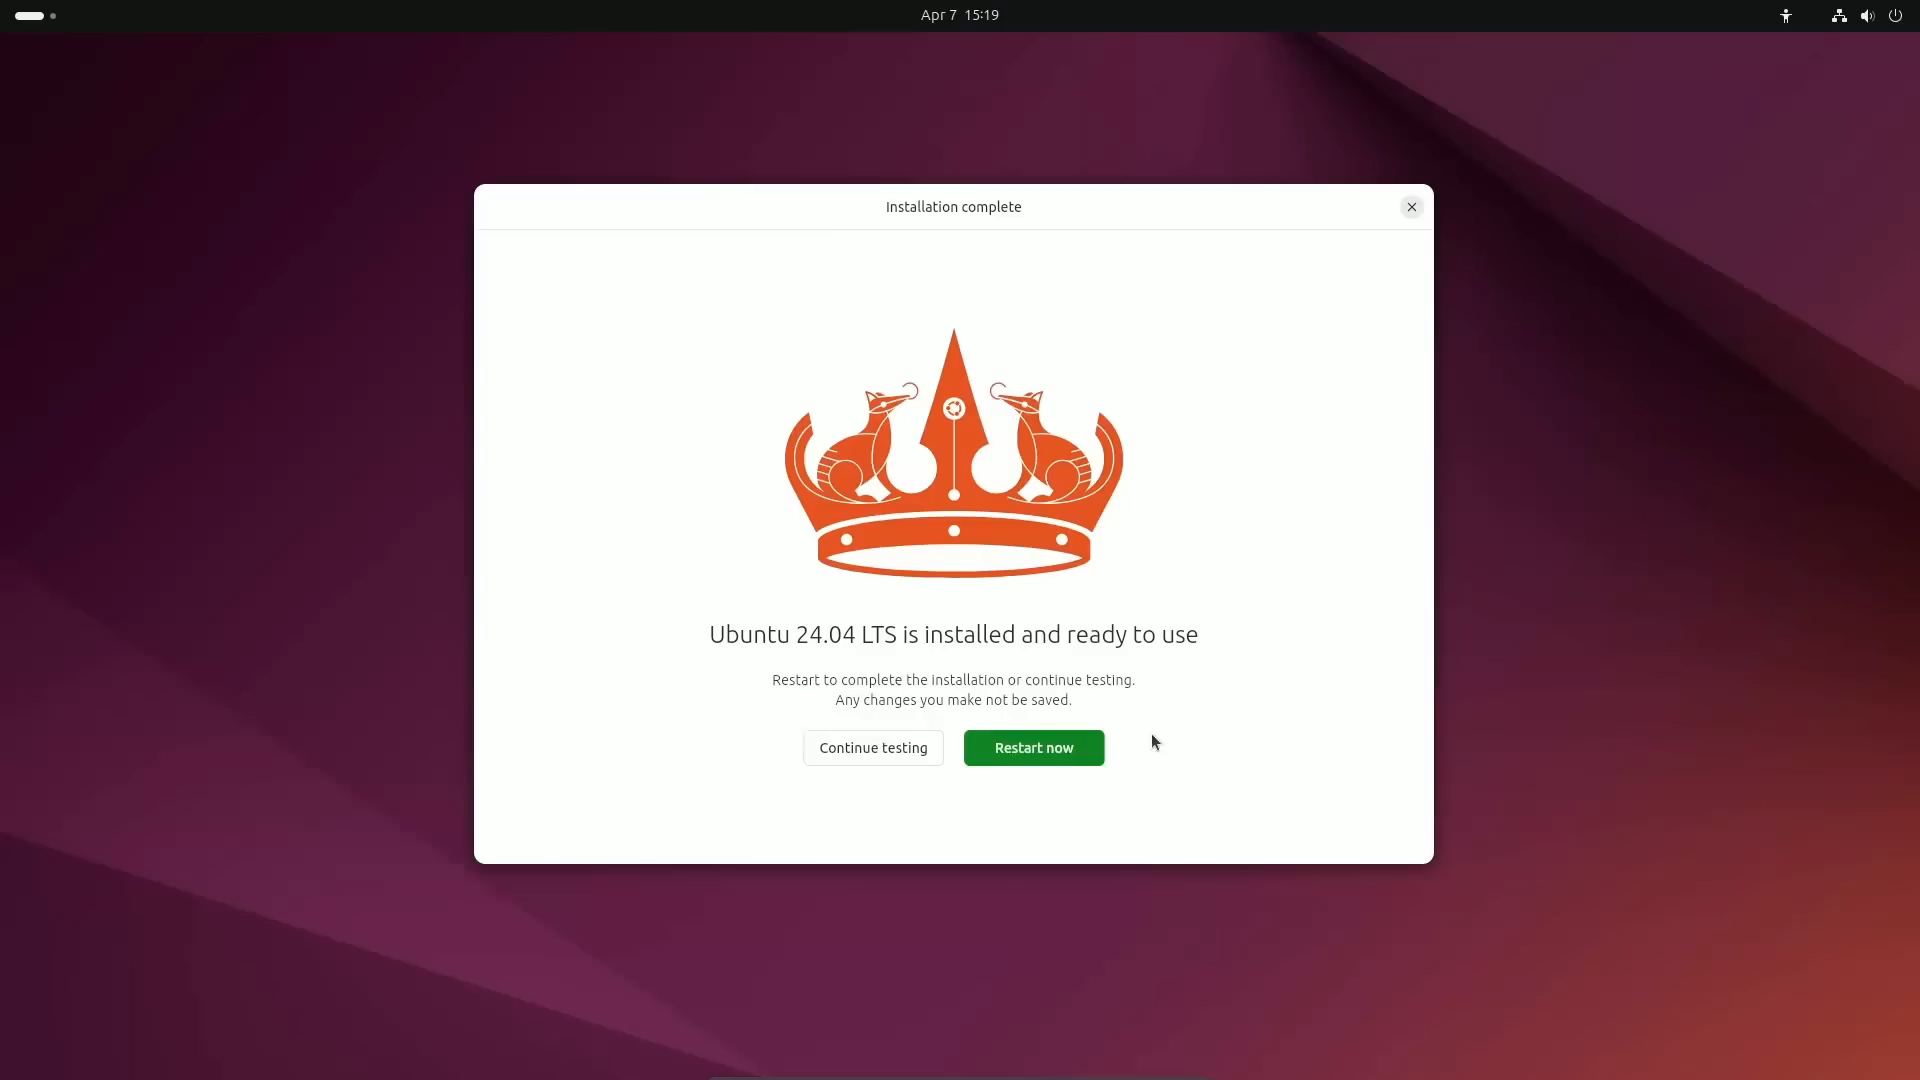 Apr 7 15:19
Installation complete
Ubuntu 24.04 LTS is installed and ready to use
Restart to complete the installation or continue testing.
Any changes you make not be saved.
Continue testing
Restart now